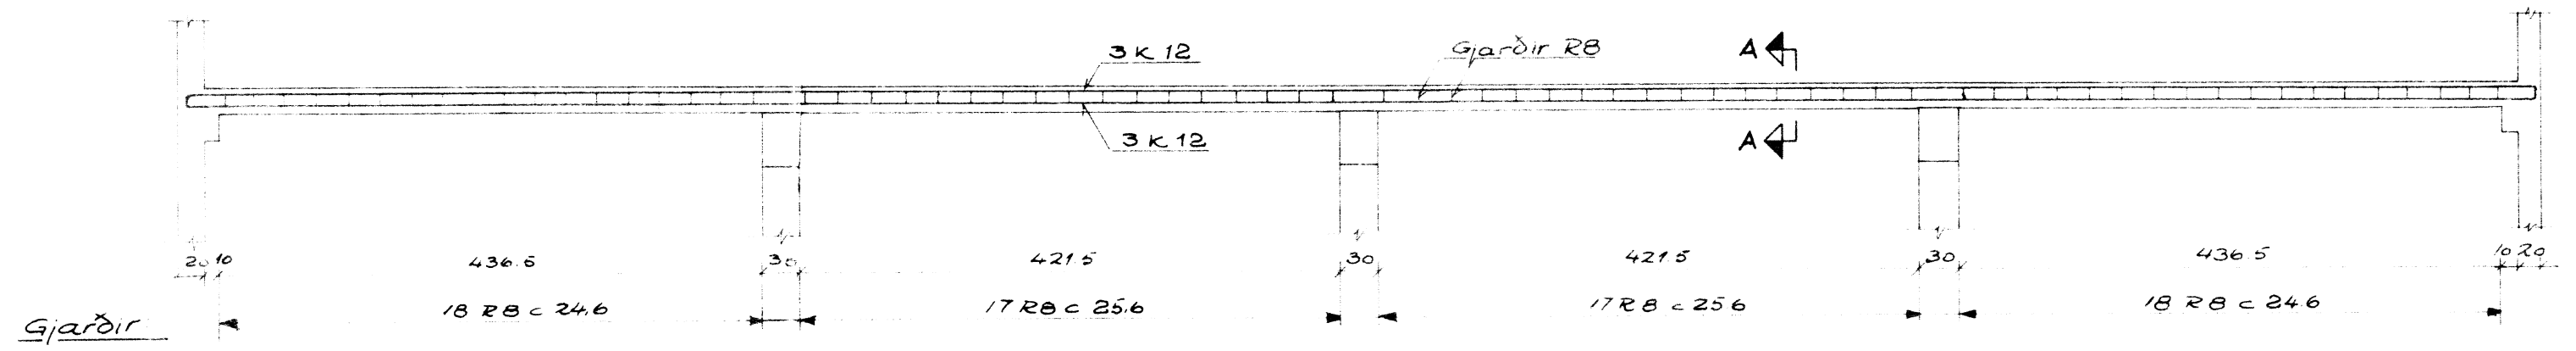 3 K 12
Gjarðir R8
A
3 K 12
A
20 10 436.5 30 421.5 30 421.5 30 436.5 10 20
18 R8 c 24.6 17 R8 c 25.6 17 R8 c 25.6 18 R8 c 24.6
Gjarðir